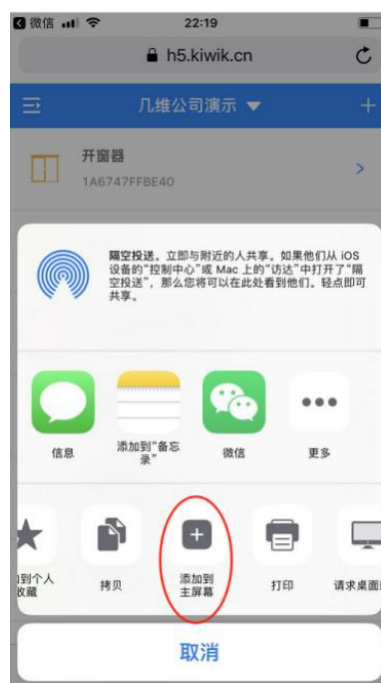 微信 22:19
h5.kiwik.cn
几维公司演示
开窗器
1A6747FFBE40
隔空投送。立即与附近的人共享。如果他们从 iOS
设备的“控制中心”或 Mac 上的“访达”中打开了“隔
空投送”，那么您将可以在此处看到他们。轻点即可
共享。
信息
添加到“备忘
录”
微信
更多
到个人
收藏
拷贝
添加到
主屏幕
打印
请求桌面
取消